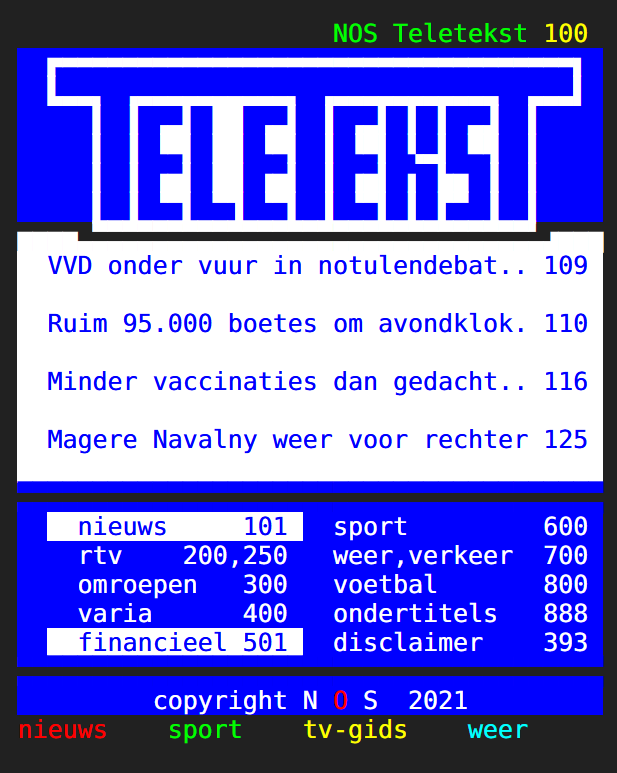 NOS Teletekst 100
TELETEKST
VVD onder vuur in notulendebat.. 109
Ruim 95.000 boetes om avondklok. 110
Minder vaccinaties dan gedacht.. 116
Magere Navalny weer voor rechter 125
nieuws 101 sport 600
rtv 200,250 weer,verkeer 700
omroepen 300 voetbal 800
varia 400 ondertitels 888
financieel 501 disclaimer 393
copyright N O S 2021
nieuws sport tv-gids weer